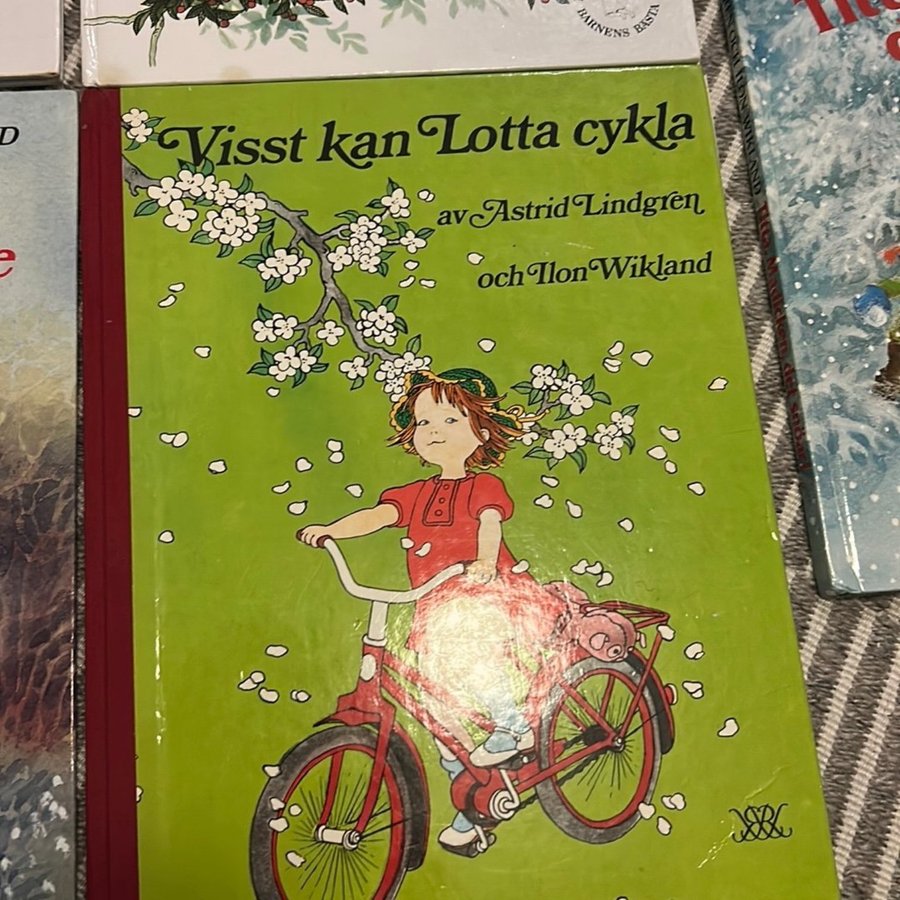 BARNENS BÄSTA
D
e
Visst kan Lotta cykla
av Astrid Lindgren
och Ilon Wikland